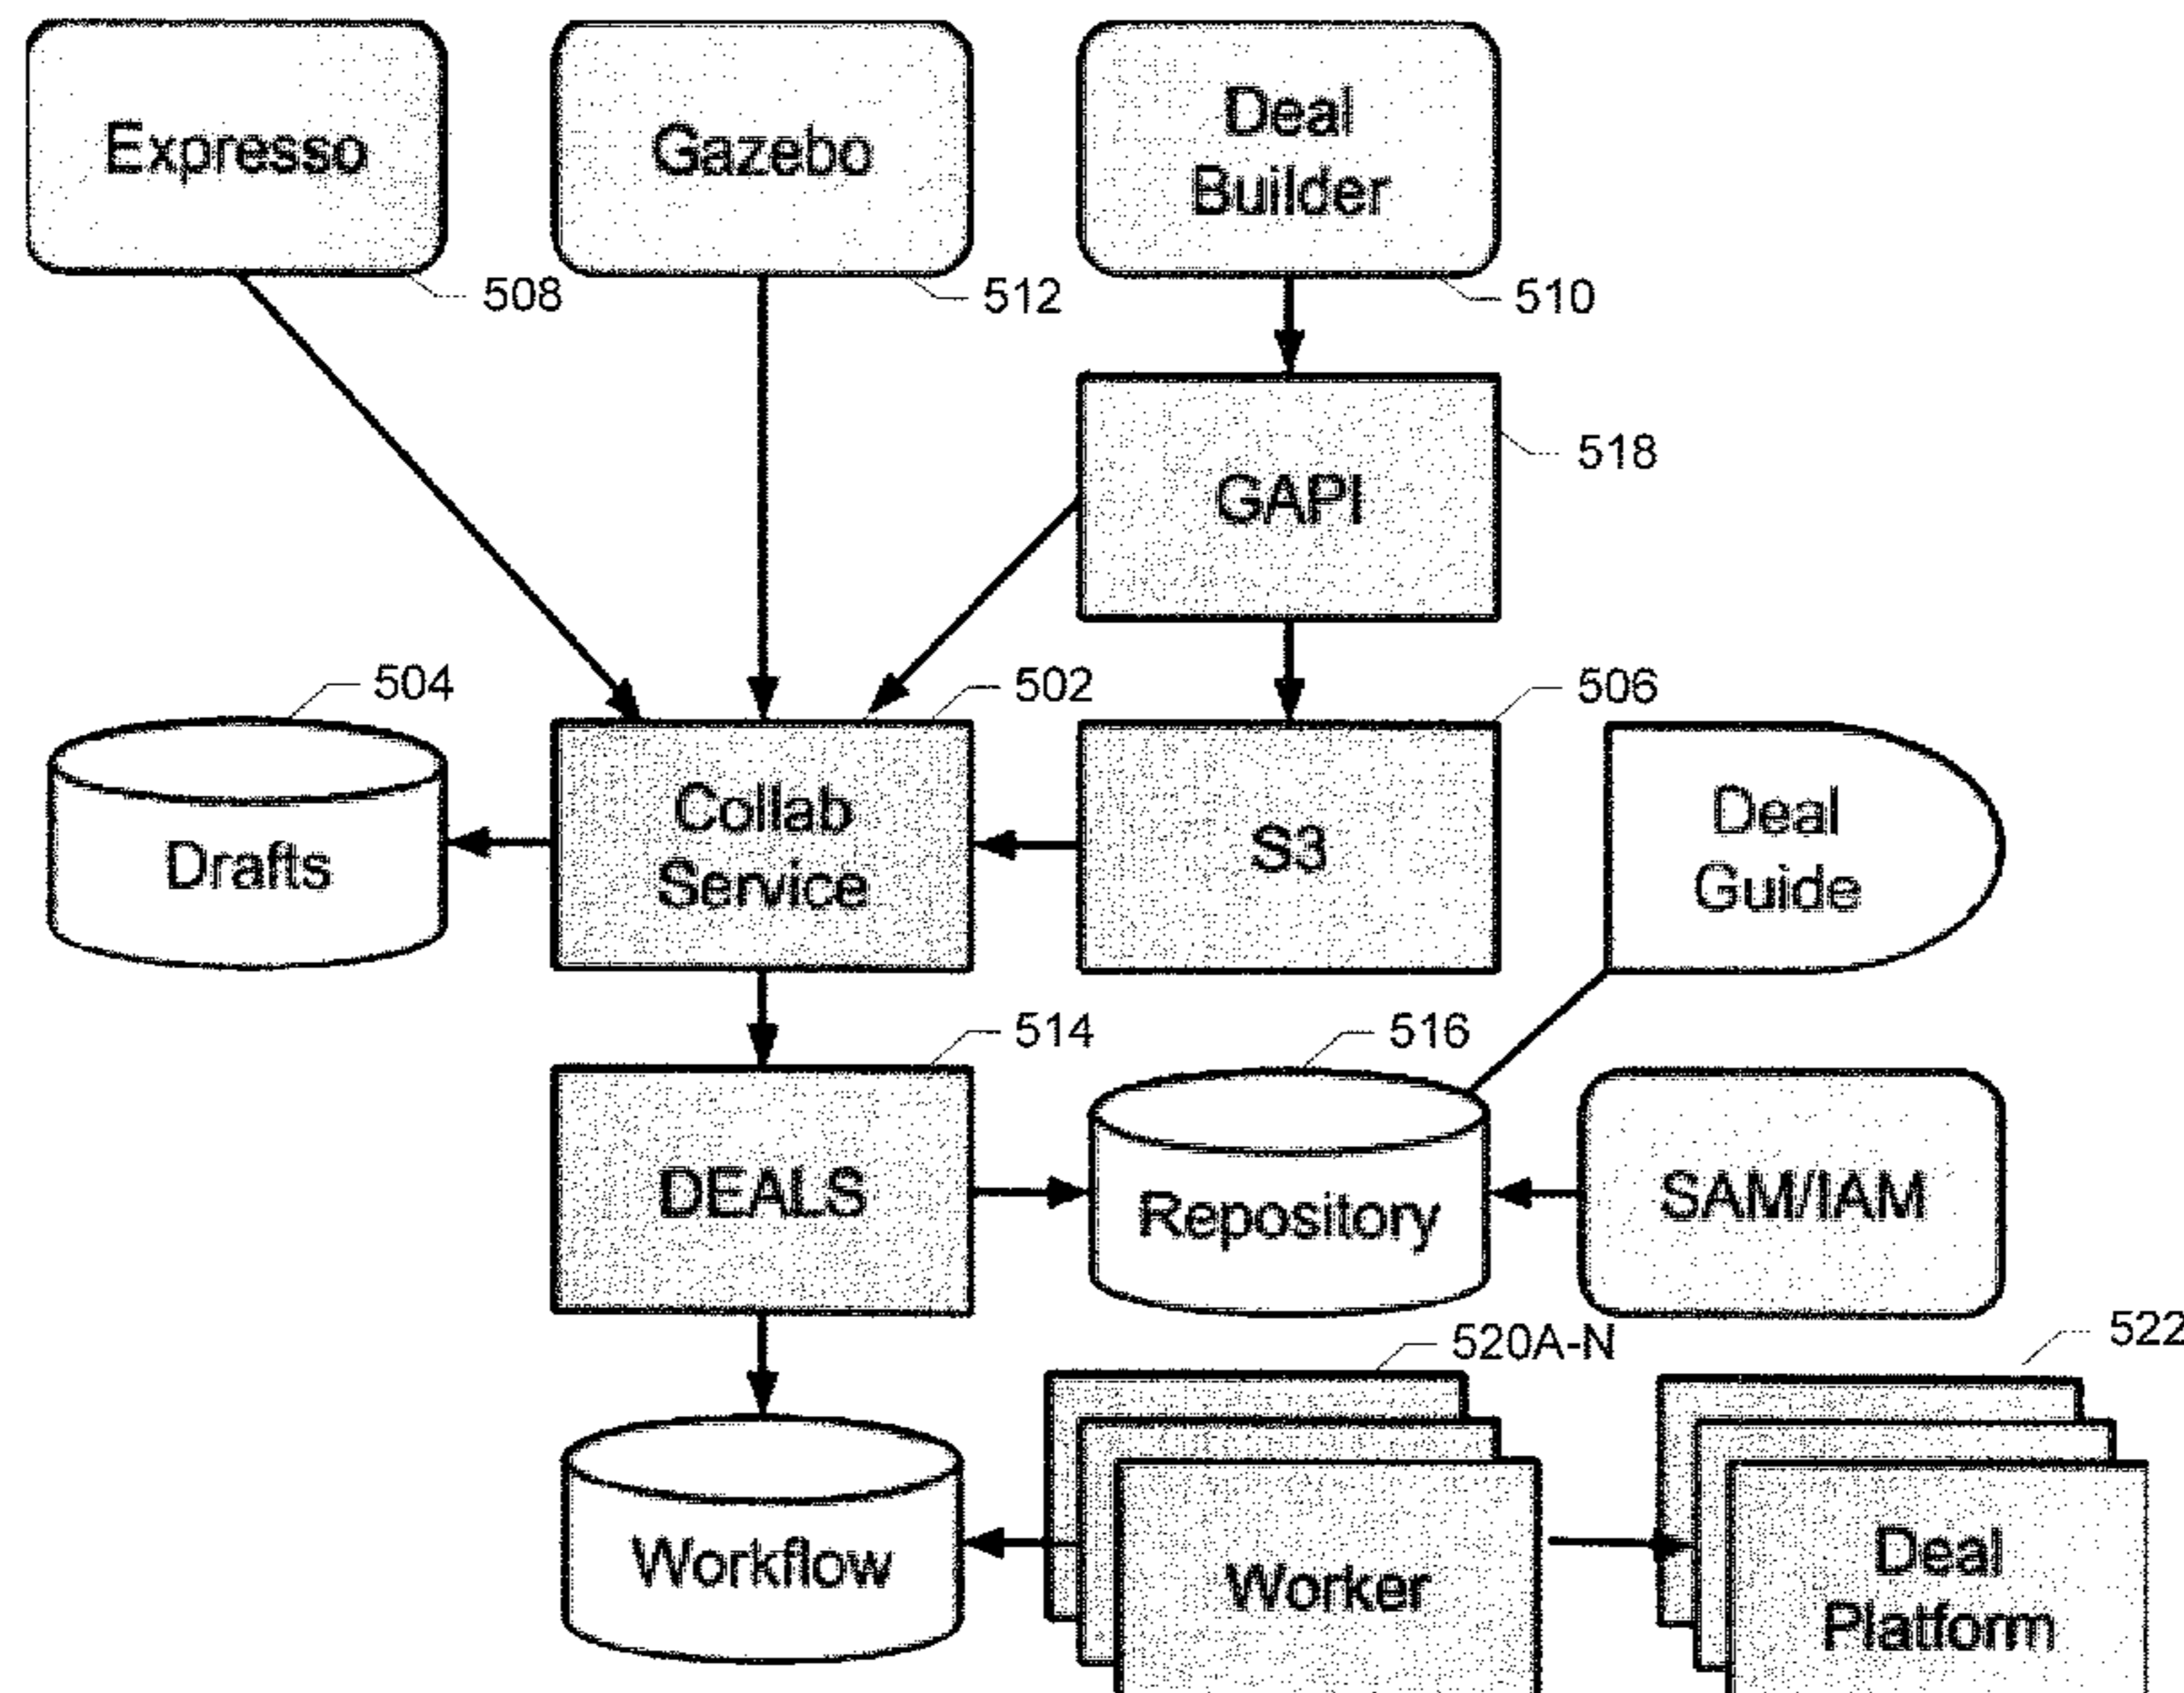 Expresso
Gazebo
Deal
Builder
508
512
510
GAPI
518
504
502
506
Drafts
Collab
Service
S3
Deal
Guide
514
516
DEALS
Repository
SAM/IAM
520A-N
522
Workflow
Worker
Deal
Platform